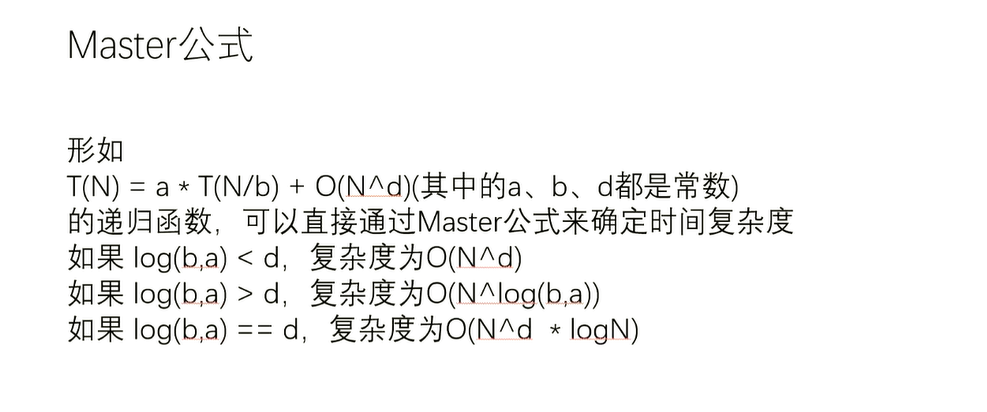 Master公式
形如
T(N) = a * T(N/b) + O(N^d)(其中的a、b、d都是常数)
的递归函数，可以直接通过Master公式来确定时间复杂度
如果 log(b,a) < d，复杂度为O(N^d)
如果 log(b,a) > d，复杂度为O(N^log(b,a))
如果 log(b,a) == d，复杂度为O(N^d  * logN)